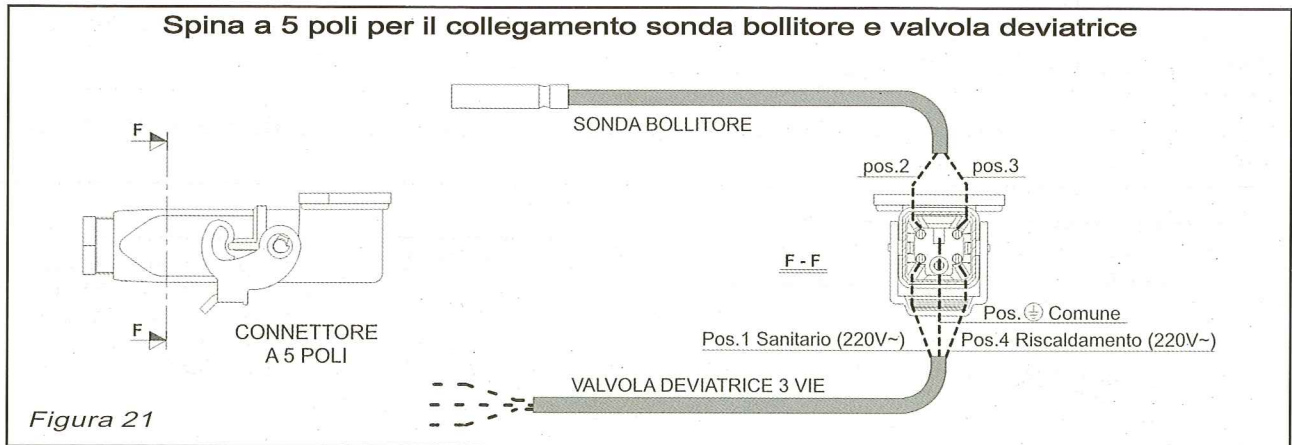 Spina a 5 poli per il collegamento sonda bollitore e valvola deviatrice
SONDA BOLLITORE
F
pos.2
pos.3
F - F
F
CONNETTORE
A 5 POLI
Pos.⏚ Comune
Pos.1 Sanitario (220V~)
Pos.4 Riscaldamento (220V~)
VALVOLA DEVIATRICE 3 VIE
Figura 21